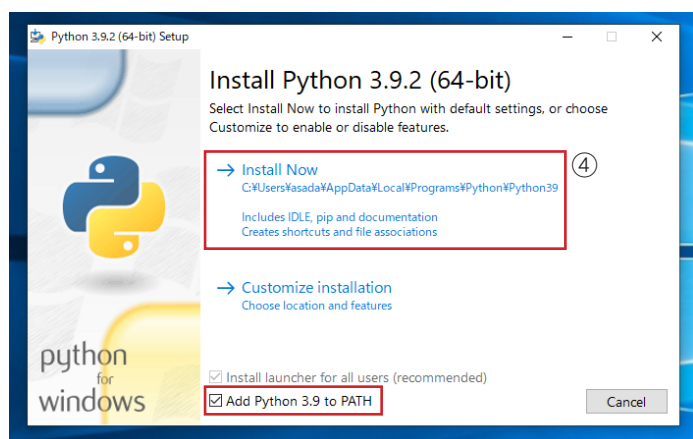 Python 3.9.2 (64-bit) Setup
Install Python 3.9.2 (64-bit)
Select Install Now to install Python with default settings, or choose
Customize to enable or disable features.
→ Install Now
④
C:¥Users¥asada¥AppData¥Local¥Programs¥Python¥Python39
Includes IDLE, pip and documentation
Creates shortcuts and file associations
→ Customize installation
Choose location and features
python
for
windows
Install launcher for all users (recommended)
Add Python 3.9 to PATH
Cancel